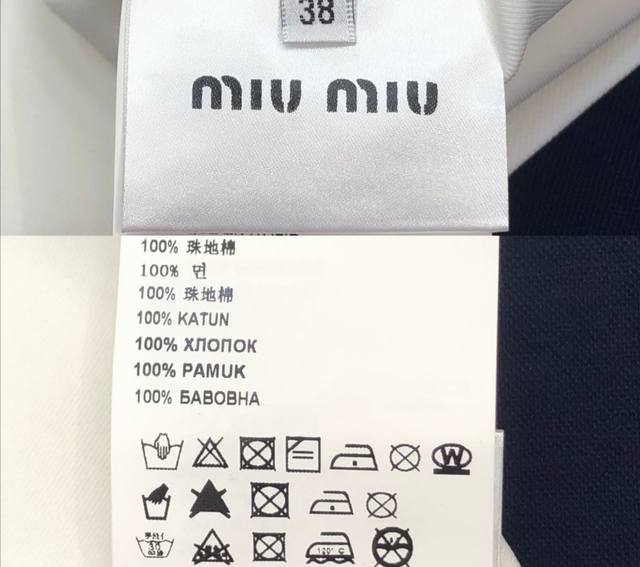 38
miu miu
100% 珠地棉
100% 면
100% 珠地棉
100% KATUN
100% ХЛОПОК
100% PAMUK
100% БАВОВНА
W
120° C